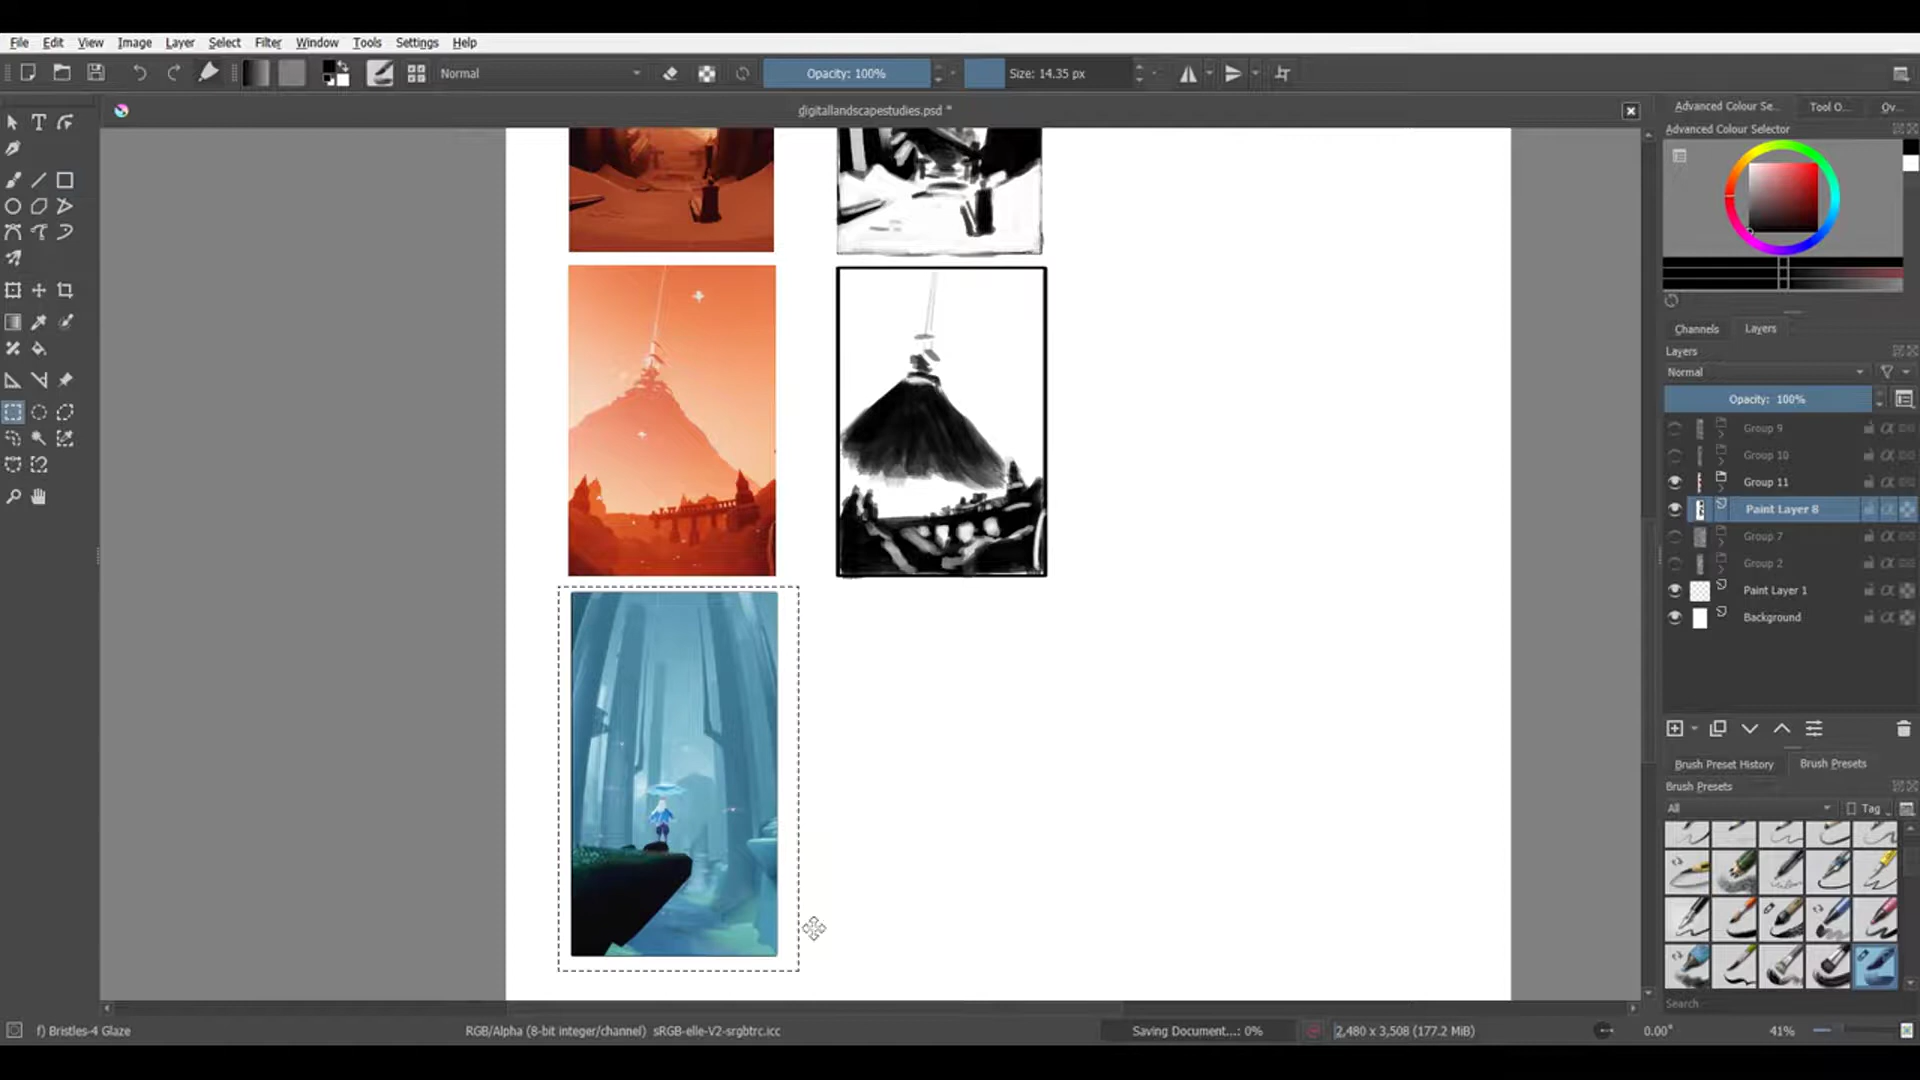 File Edit View Image Layer Select Filter Window Tools Settings Help
Normal Opacity: 100% Size: 14.35 px
digitallandscapestudies.psd *
Advanced Colour Se... Tool O... Ov...
Advanced Colour Selector
Channels Layers
Layers
Normal
Opacity: 100%
Group 9
Group 10
Group 11
Paint Layer 8
Group 7
Group 2
Paint Layer 1
Background
Brush Preset History Brush Presets
Brush Presets
All Tag
Search
f) Bristles-4 Glaze RGB/Alpha (8-bit integer/channel) sRGB-elle-V2-srgbtrc.icc Saving Document...: 0% 2,480 x 3,508 (177.2 MiB) 0.00° 41%